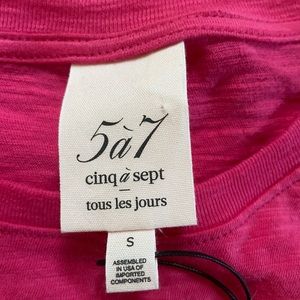 5à7
cinq à sept
tous les jours
S
ASSEMBLED
IN USA OF
IMPORTED
COMPONENTS